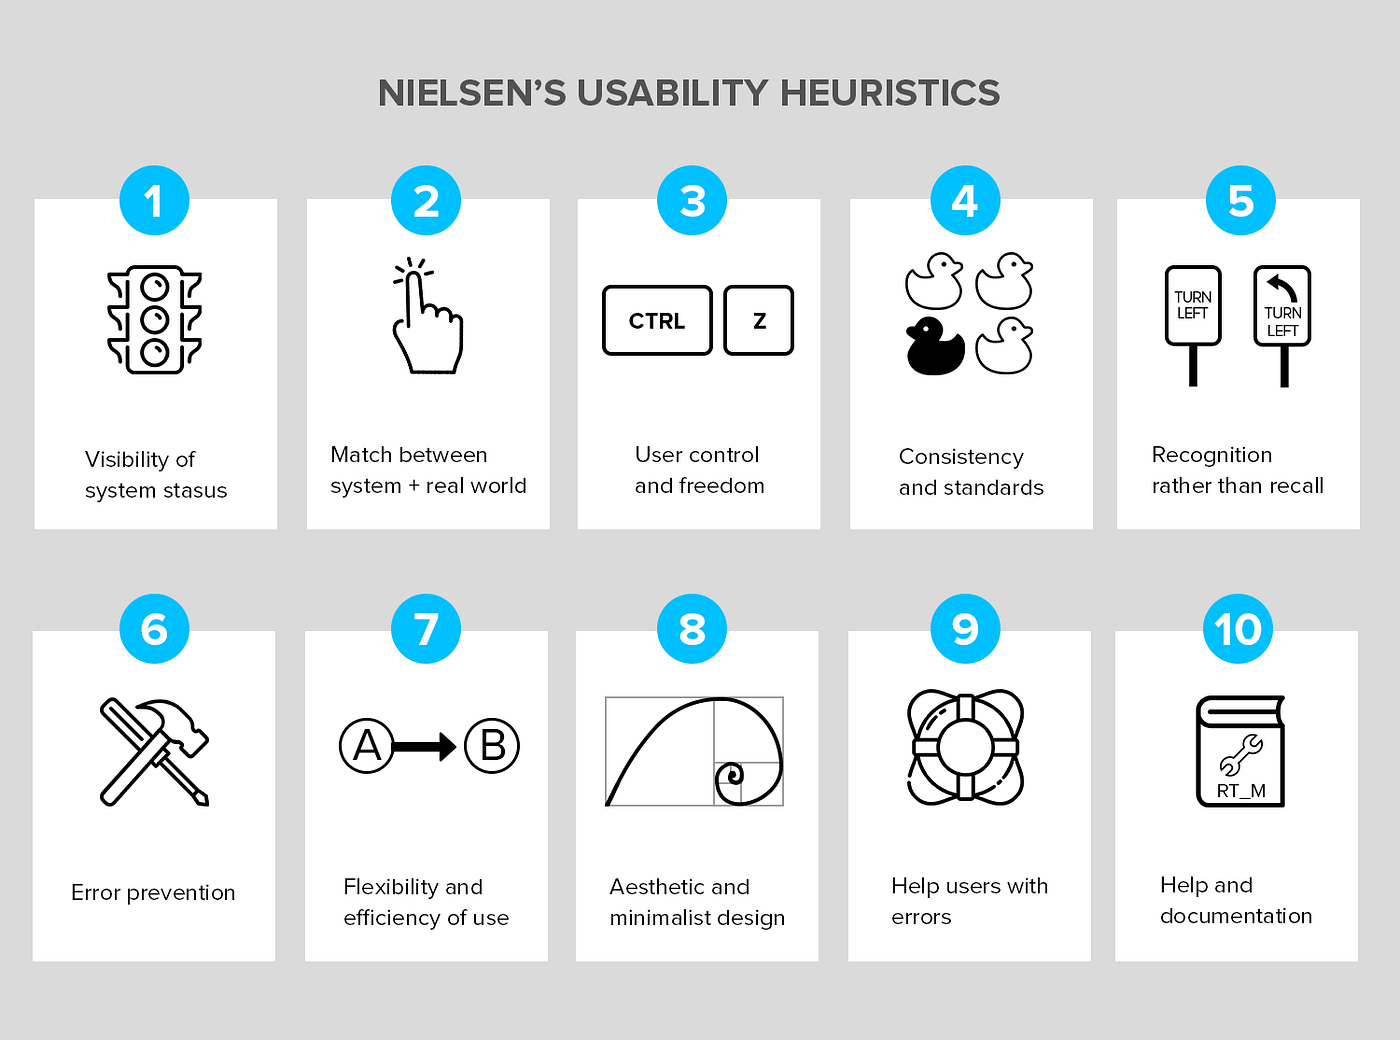 NIELSEN’S USABILITY HEURISTICS
1
2
3
4
5
CTRL
Z
TURN
LEFT
TURN
LEFT
Visibility of
system stasus
Match between
system + real world
User control
and freedom
Consistency
and standards
Recognition
rather than recall
6
7
8
9
10
A
B
RT_M
Error prevention
Flexibility and
efficiency of use
Aesthetic and
minimalist design
Help users with
errors
Help and
documentation